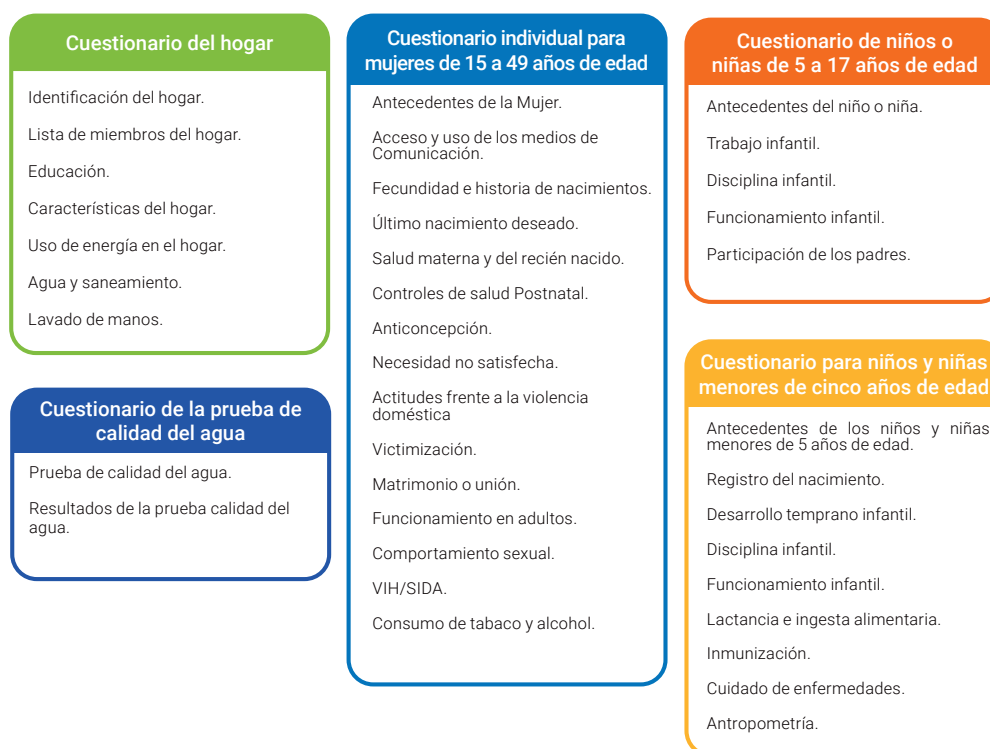 Cuestionario del hogar
Identificación del hogar.
Lista de miembros del hogar.
Educación.
Características del hogar.
Uso de energía en el hogar.
Agua y saneamiento.
Lavado de manos.
Cuestionario de la prueba de
calidad del agua
Prueba de calidad del agua.
Resultados de la prueba calidad del
agua.
Cuestionario individual para
mujeres de 15 a 49 años de edad
Antecedentes de la Mujer.
Acceso y uso de los medios de
Comunicación.
Fecundidad e historia de nacimientos.
Último nacimiento deseado.
Salud materna y del recién nacido.
Controles de salud Postnatal.
Anticoncepción.
Necesidad no satisfecha.
Actitudes frente a la violencia
doméstica
Victimización.
Matrimonio o unión.
Funcionamiento en adultos.
Comportamiento sexual.
VIH/SIDA.
Consumo de tabaco y alcohol.
Cuestionario de niños o
niñas de 5 a 17 años de edad
Antecedentes del niño o niña.
Trabajo infantil.
Disciplina infantil.
Funcionamiento infantil.
Participación de los padres.
Cuestionario para niños y niñas
menores de cinco años de edad
Antecedentes de los niños y niñas
menores de 5 años de edad.
Registro del nacimiento.
Desarrollo temprano infantil.
Disciplina infantil.
Funcionamiento infantil.
Lactancia e ingesta alimentaria.
Inmunización.
Cuidado de enfermedades.
Antropometría.